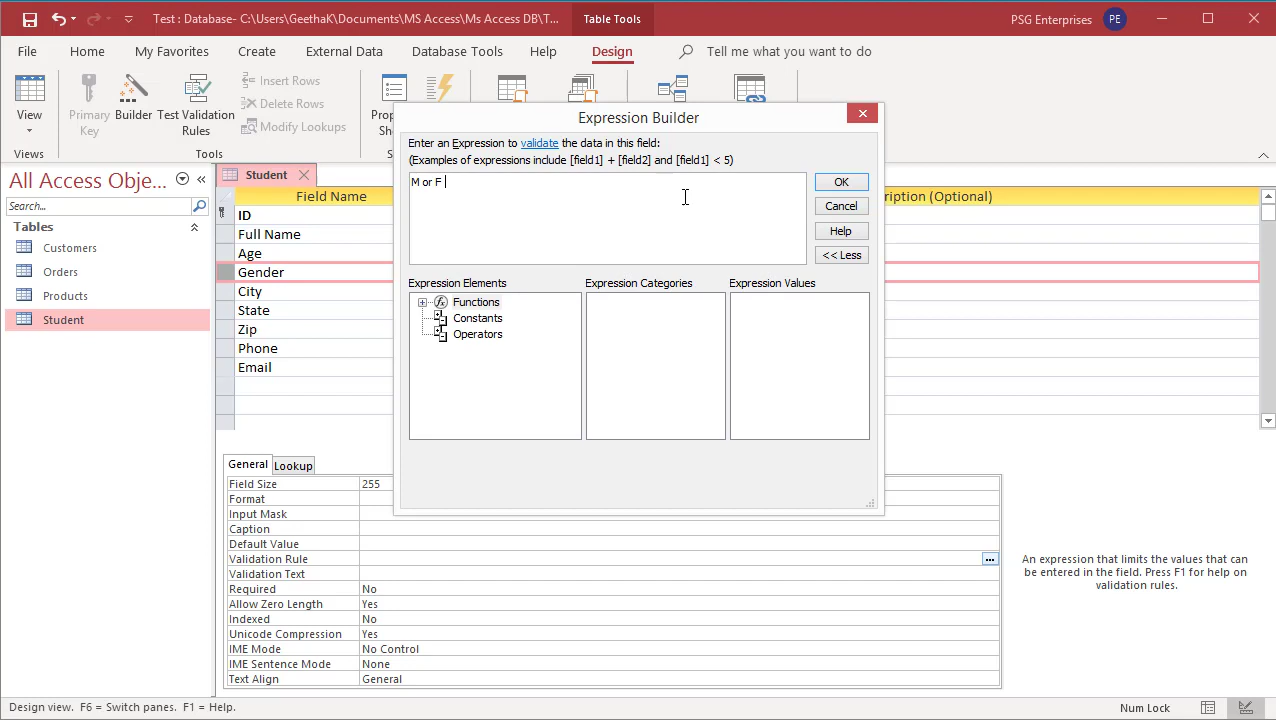 Test : Database- C:\Users\GeethaK\Documents\MS Access\Ms Access DB\T...
Table Tools
PSG Enterprises
PE
File
Home
My Favorites
Create
External Data
Database Tools
Help
Design
Tell me what you want to do
View
Primary
Key
Builder
Test Validation
Rules
Insert Rows
Delete Rows
Modify Lookups
Views
Tools
Expression Builder
Enter an Expression to validate the data in this field:
(Examples of expressions include [field1] + [field2] and [field1] < 5)
M or F
OK
Cancel
Help
<< Less
Expression Elements
Expression Categories
Expression Values
Functions
Constants
Operators
All Access Obje...
Search...
Tables
Customers
Orders
Products
Student
Student
Field Name
(Optional)
ID
Full Name
Age
Gender
City
State
Zip
Phone
Email
General
Lookup
Field Size 255
Format
Input Mask
Caption
Default Value
Validation Rule
Validation Text
Required No
Allow Zero Length Yes
Indexed No
Unicode Compression Yes
IME Mode No Control
IME Sentence Mode None
Text Align General
An expression that limits the values that can
be entered in the field. Press F1 for help on
validation rules.
Design view. F6 = Switch panes. F1 = Help.
Num Lock